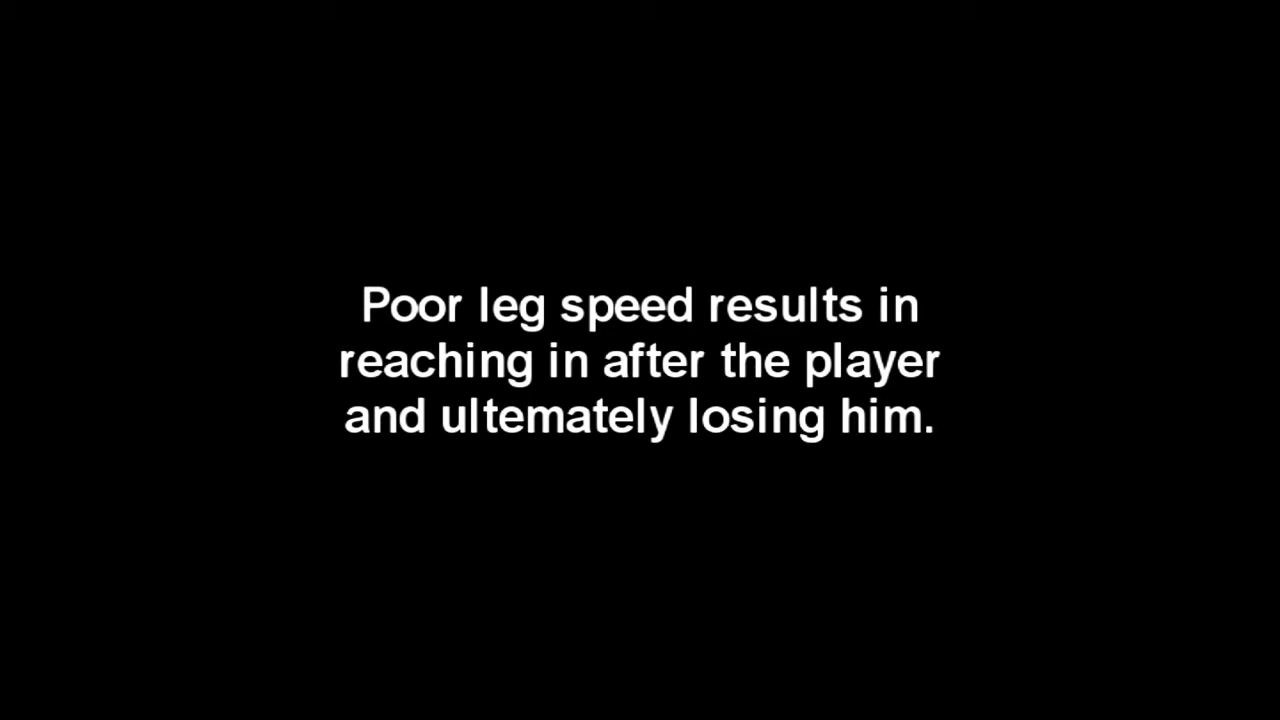 Poor leg speed results in
reaching in after the player
and ultemately losing him.